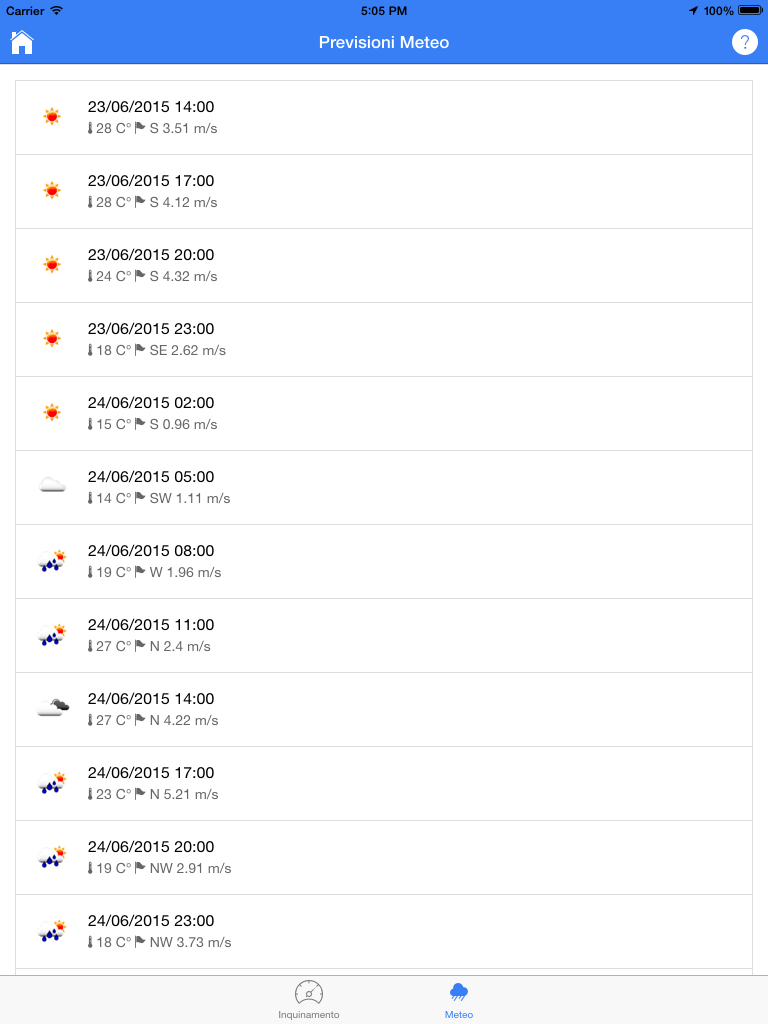 Carrier 5:05 PM 100%
Previsioni Meteo ?
23/06/2015 14:00
28 C° S 3.51 m/s
23/06/2015 17:00
28 C° S 4.12 m/s
23/06/2015 20:00
24 C° S 4.32 m/s
23/06/2015 23:00
18 C° SE 2.62 m/s
24/06/2015 02:00
15 C° S 0.96 m/s
24/06/2015 05:00
14 C° SW 1.11 m/s
24/06/2015 08:00
19 C° W 1.96 m/s
24/06/2015 11:00
27 C° N 2.4 m/s
24/06/2015 14:00
27 C° N 4.22 m/s
24/06/2015 17:00
23 C° N 5.21 m/s
24/06/2015 20:00
19 C° NW 2.91 m/s
24/06/2015 23:00
18 C° NW 3.73 m/s
Inquinamento Meteo